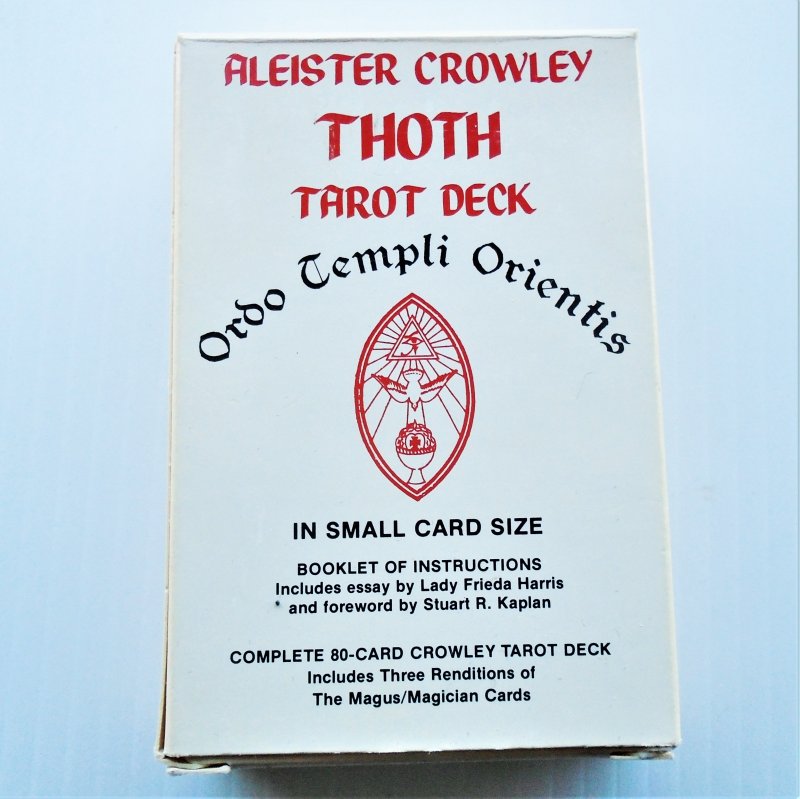 ALEISTER CROWLEY
THOTH
TAROT DECK
Ordo Templi Orientis
IN SMALL CARD SIZE
BOOKLET OF INSTRUCTIONS
Includes essay by Lady Frieda Harris
and foreword by Stuart R. Kaplan
COMPLETE 80-CARD CROWLEY TAROT DECK
Includes Three Renditions of
The Magus/Magician Cards